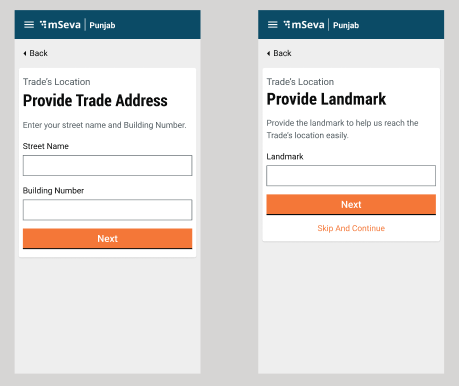 mSeva Punjab
Back
Trade's Location
Provide Trade Address
Enter your street name and Building Number.
Street Name
Building Number
Next
mSeva Punjab
Back
Trade's Location
Provide Landmark
Provide the landmark to help us reach the
Trade's location easily.
Landmark
Next
Skip And Continue